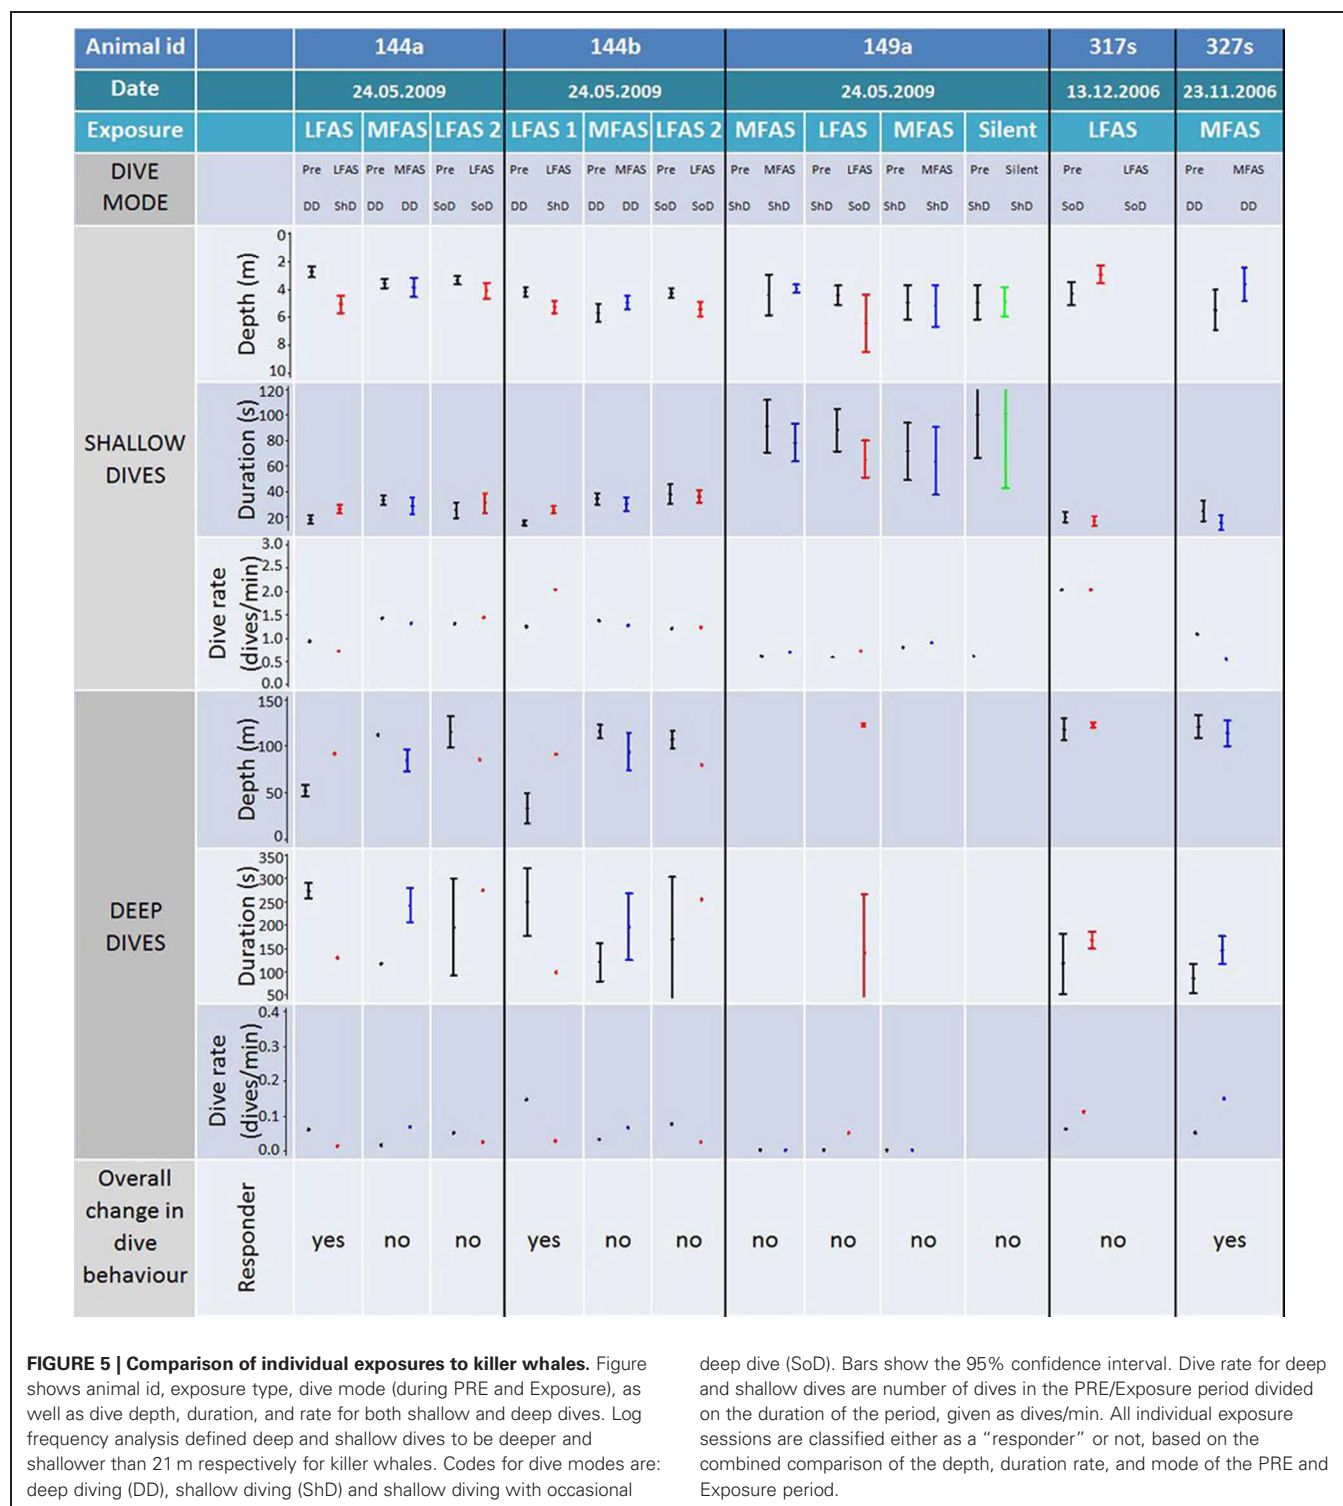 Animal id 144a 144b 149a 317s 327s
Date 24.05.2009 24.05.2009 24.05.2009 13.12.2006 23.11.2006
Exposure LFAS MFAS LFAS 2 LFAS 1 MFAS LFAS 2 MFAS LFAS MFAS Silent LFAS MFAS
DIVE
MODE
Pre LFAS Pre MFAS Pre LFAS Pre LFAS Pre MFAS Pre LFAS Pre MFAS Pre LFAS Pre MFAS Pre Silent Pre LFAS Pre MFAS
DD ShD DD DD SoD SoD DD ShD DD DD SoD SoD ShD ShD ShD SoD ShD ShD ShD ShD SoD SoD DD DD
SHALLOW
DIVES
Depth (m)
0
2
4
6
8
10
Duration (s)
120
100
80
60
40
20
Dive rate
(dives/min)
3.0
2.5
2.0
1.5
1.0
0.5
0.0
DEEP
DIVES
Depth (m)
150
100
50
0
Duration (s)
350
300
250
200
150
100
50
Dive rate
(dives/min)
0.4
0.3
0.2
0.1
0.0
Overall
change in
dive
behaviour
Responder
yes no no yes no no no no no no no yes
FIGURE 5 | Comparison of individual exposures to killer whales. Figure
shows animal id, exposure type, dive mode (during PRE and Exposure), as
well as dive depth, duration, and rate for both shallow and deep dives. Log
frequency analysis defined deep and shallow dives to be deeper and
shallower than 21 m respectively for killer whales. Codes for dive modes are:
deep diving (DD), shallow diving (ShD) and shallow diving with occasional
deep dive (SoD). Bars show the 95% confidence interval. Dive rate for deep
and shallow dives are number of dives in the PRE/Exposure period divided
on the duration of the period, given as dives/min. All individual exposure
sessions are classified either as a “responder” or not, based on the
combined comparison of the depth, duration rate, and mode of the PRE and
Exposure period.